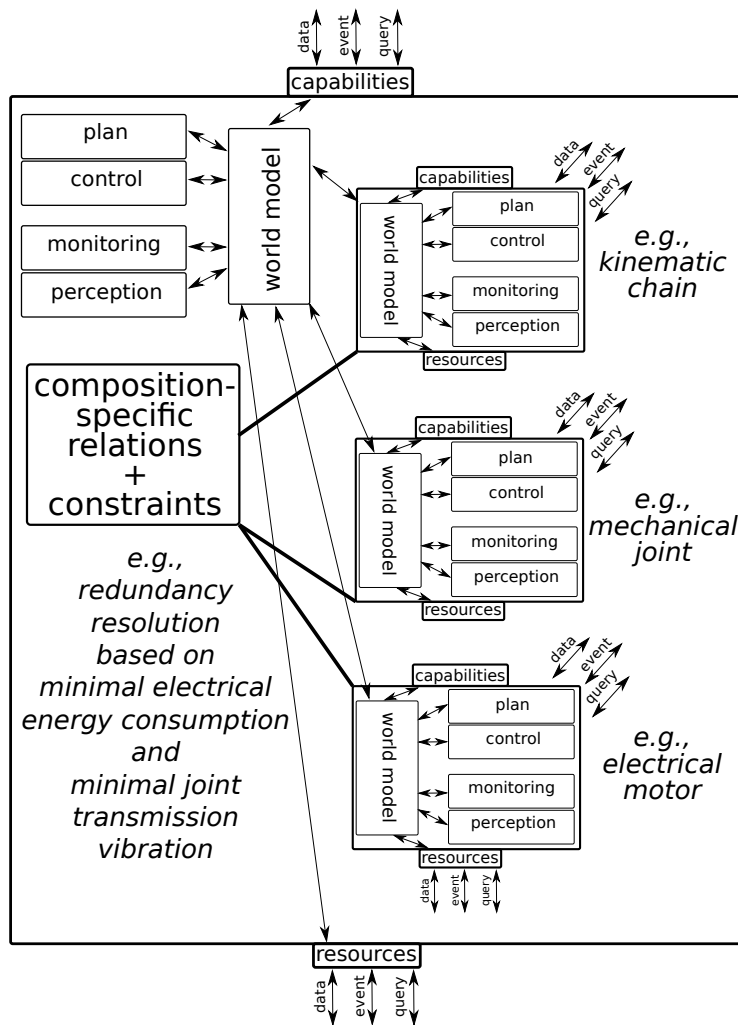 data
event
query
capabilities
plan
control
monitoring
perception
world model
data
event
query
capabilities
world model
plan
control
monitoring
perception
resources
e.g.,
kinematic
chain
composition-
specific
relations
+
constraints
data
event
query
capabilities
world model
plan
control
monitoring
perception
resources
e.g.,
mechanical
joint
e.g.,
redundancy
resolution
based on
minimal electrical
energy consumption
and
minimal joint
transmission
vibration
data
event
query
capabilities
world model
plan
control
monitoring
perception
resources
e.g.,
electrical
motor
data
event
query
resources
data
event
query